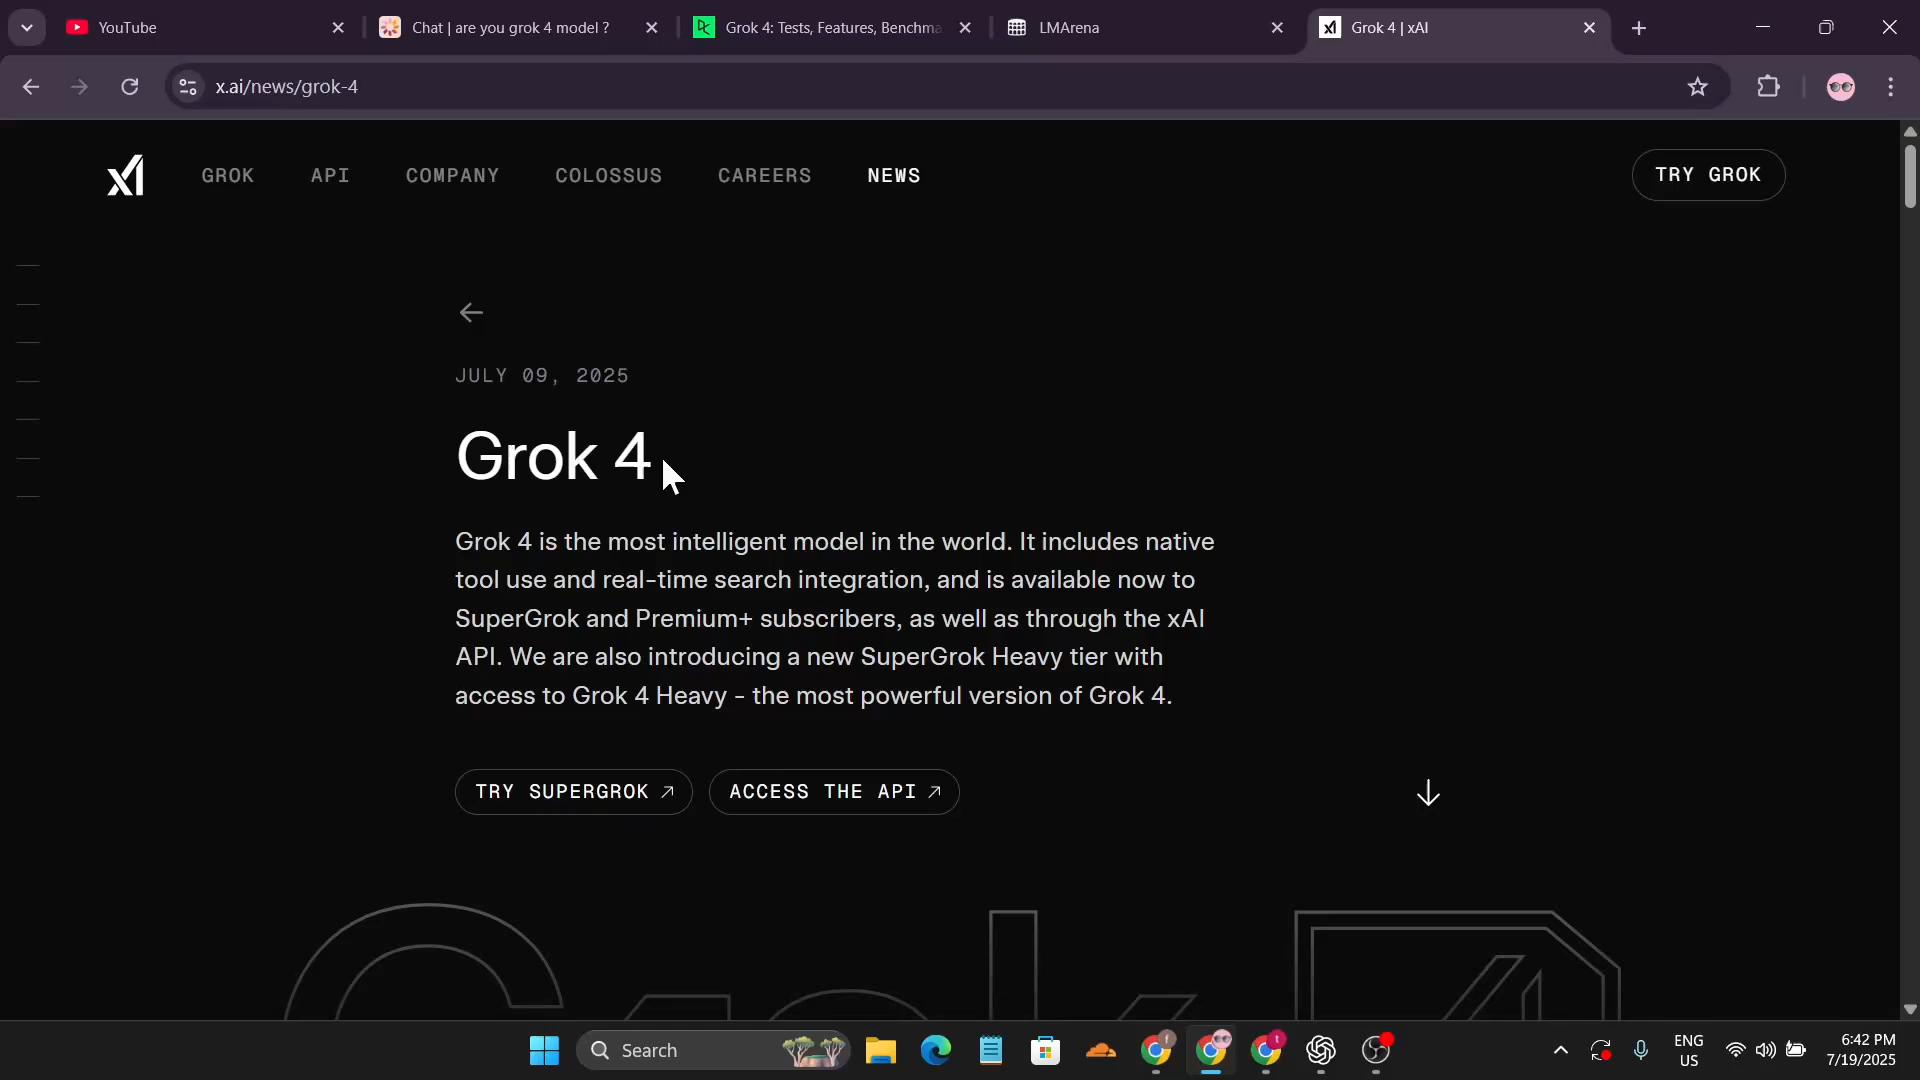 YouTube
Chat | are you grok 4 model ?
Grok 4: Tests, Features, Benchma
LMArena
Grok 4 | xAI
x.ai/news/grok-4
xAI
GROK
API
COMPANY
COLOSSUS
CAREERS
NEWS
TRY GROK
JULY 09, 2025
Grok 4
Grok 4 is the most intelligent model in the world. It includes native
tool use and real-time search integration, and is available now to
SuperGrok and Premium+ subscribers, as well as through the xAI
API. We are also introducing a new SuperGrok Heavy tier with
access to Grok 4 Heavy - the most powerful version of Grok 4.
TRY SUPERGROK
ACCESS THE API
Grok 4
Search
ENG
US
6:42 PM
7/19/2025